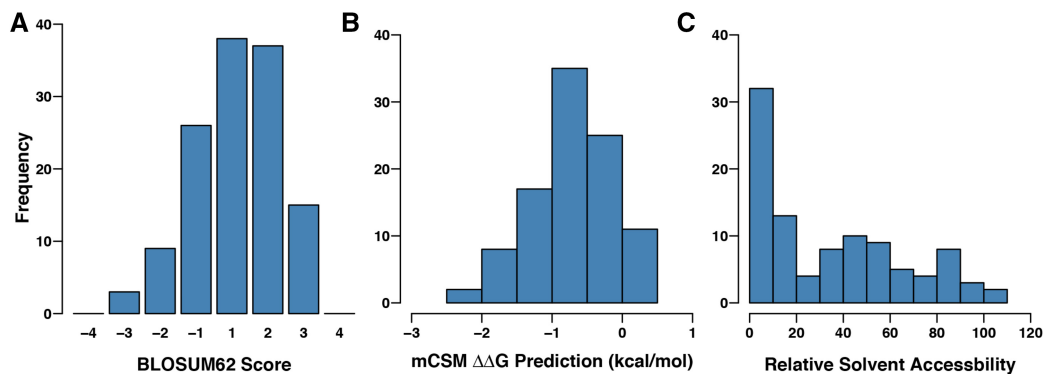 A
B
C
Frequency
40
30
20
10
0
−4 −3 −2 −1 1 2 3 4
BLOSUM62 Score
40
30
20
10
0
−3 −2 −1 0 1
mCSM ΔΔG Prediction (kcal/mol)
40
30
20
10
0
0 20 40 60 80 100 120
Relative Solvent Accessbility